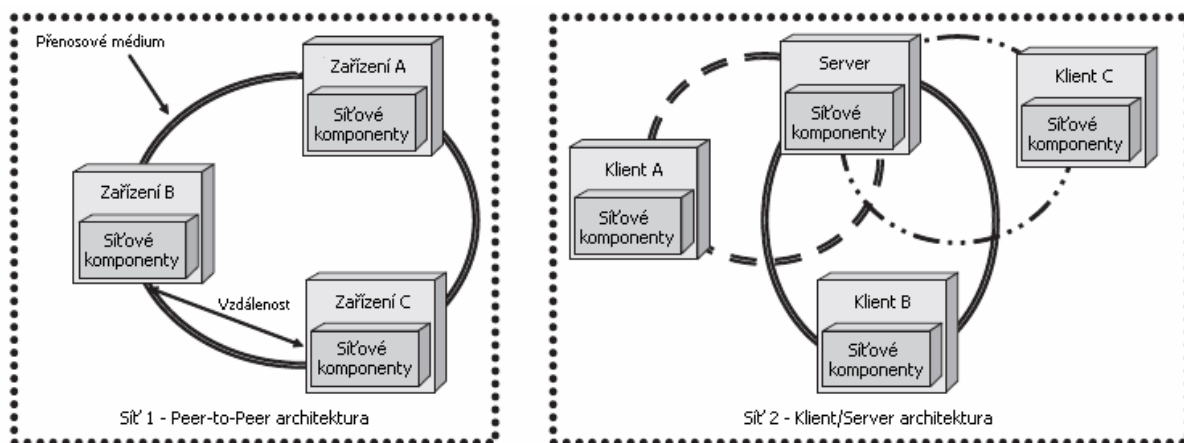 Přenosové médium
Zařízení A
Síťové
komponenty
Zařízení B
Síťové
komponenty
Vzdálenost
Zařízení C
Síťové
komponenty
Síť 1 - Peer-to-Peer architektura
Server
Síťové
komponenty
Klient C
Síťové
komponenty
Klient A
Síťové
komponenty
Klient B
Síťové
komponenty
Síť 2 - Klient/Server architektura